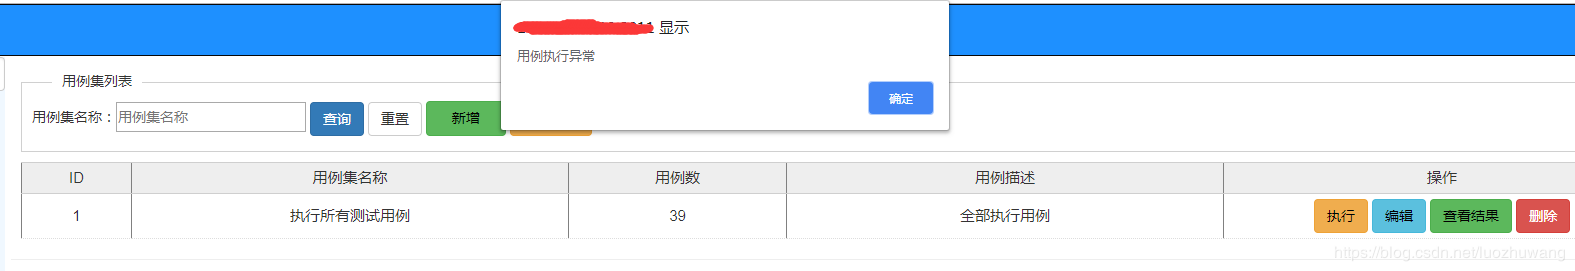 显示
用例执行异常
确定
用例集列表
用例集名称： 用例集名称 查询 重置 新增
ID 用例集名称 用例数 用例描述 操作
1 执行所有测试用例 39 全部执行用例 执行 编辑 查看结果 删除
https://blog.csdn.net/luozhuwang